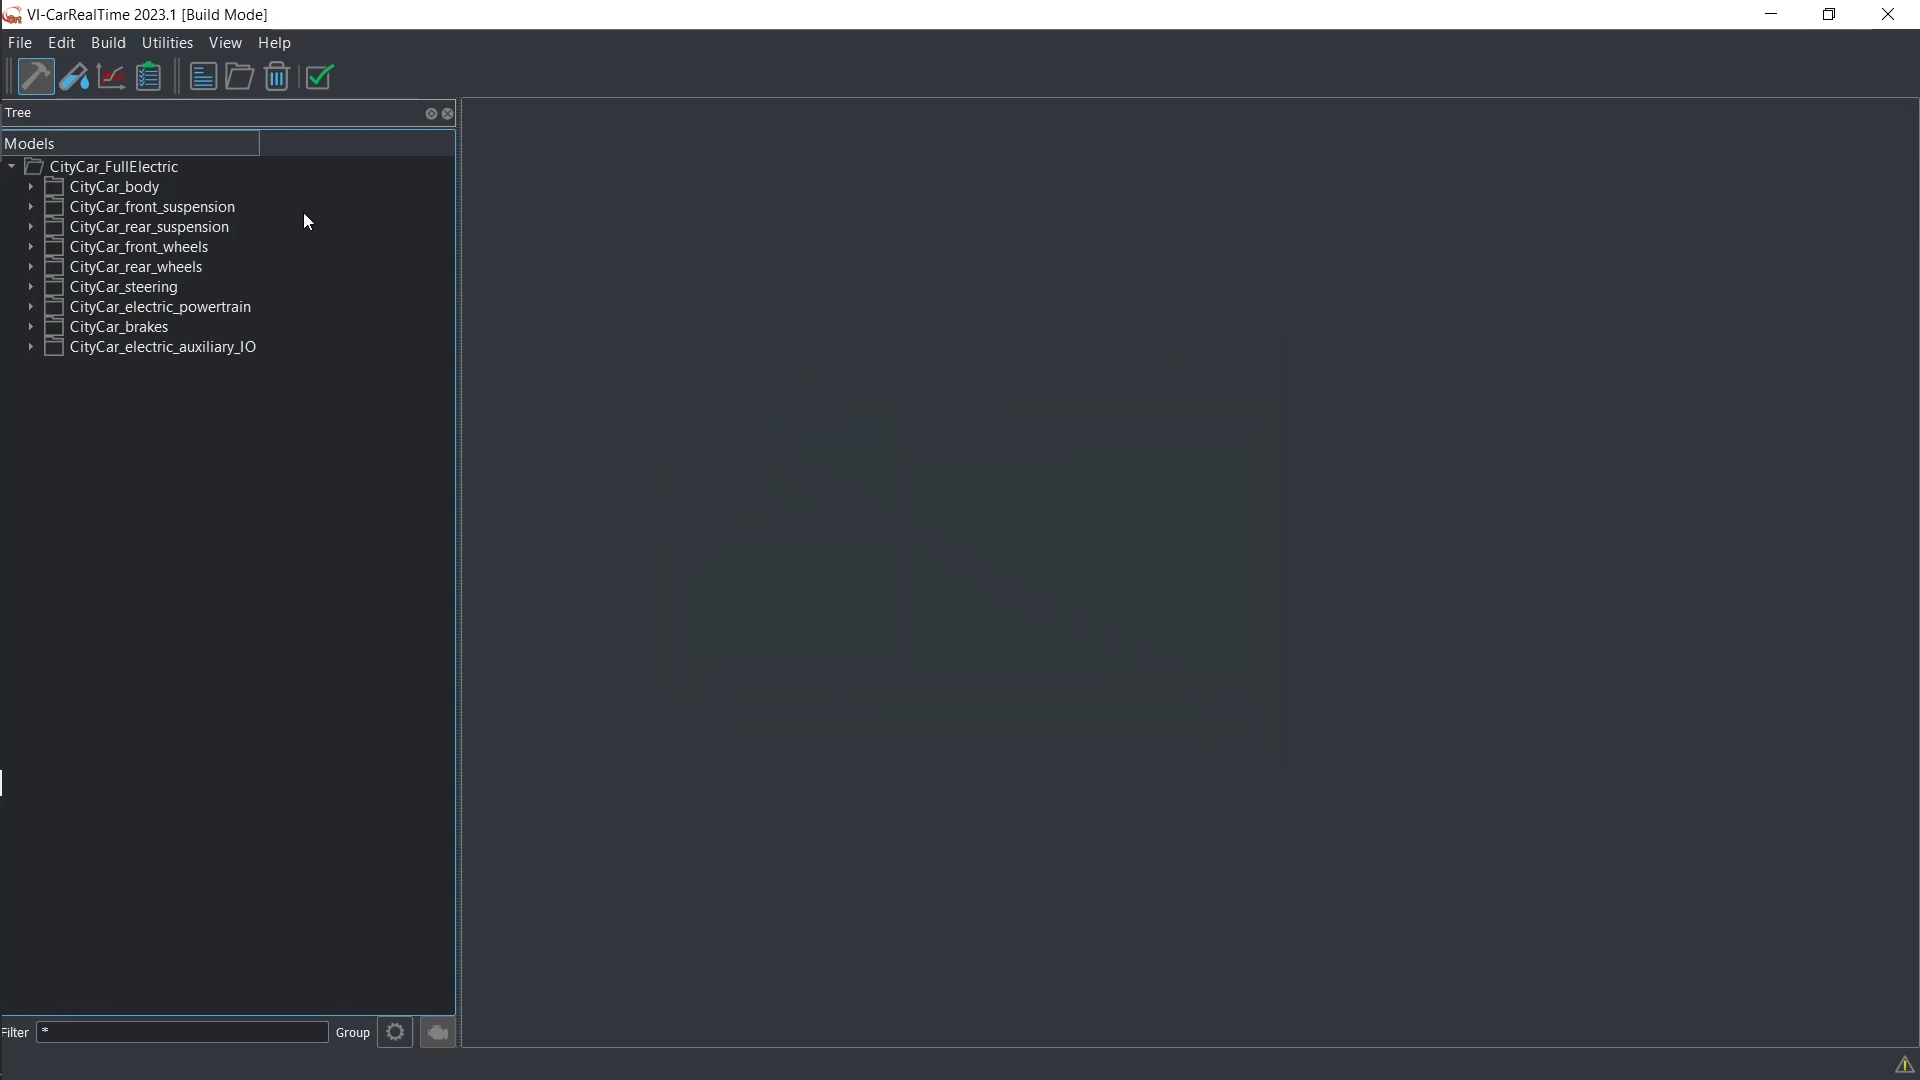 VI-CarRealTime 2023.1 [Build Mode]
File Edit Build Utilities View Help
Tree
Models
CityCar_FullElectric
CityCar_body
CityCar_front_suspension
CityCar_rear_suspension
CityCar_front_wheels
CityCar_rear_wheels
CityCar_steering
CityCar_electric_powertrain
CityCar_brakes
CityCar_electric_auxiliary_IO
Filter * Group